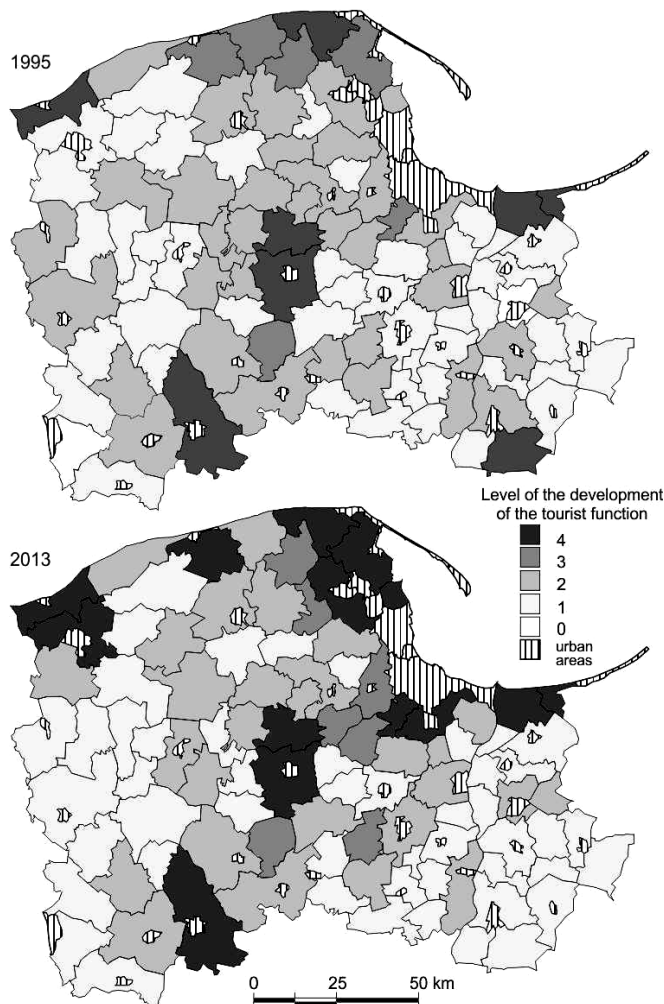 1995
Level of the development
of the tourist function
4
3
2
1
0
urban
areas
2013
0 25 50 km